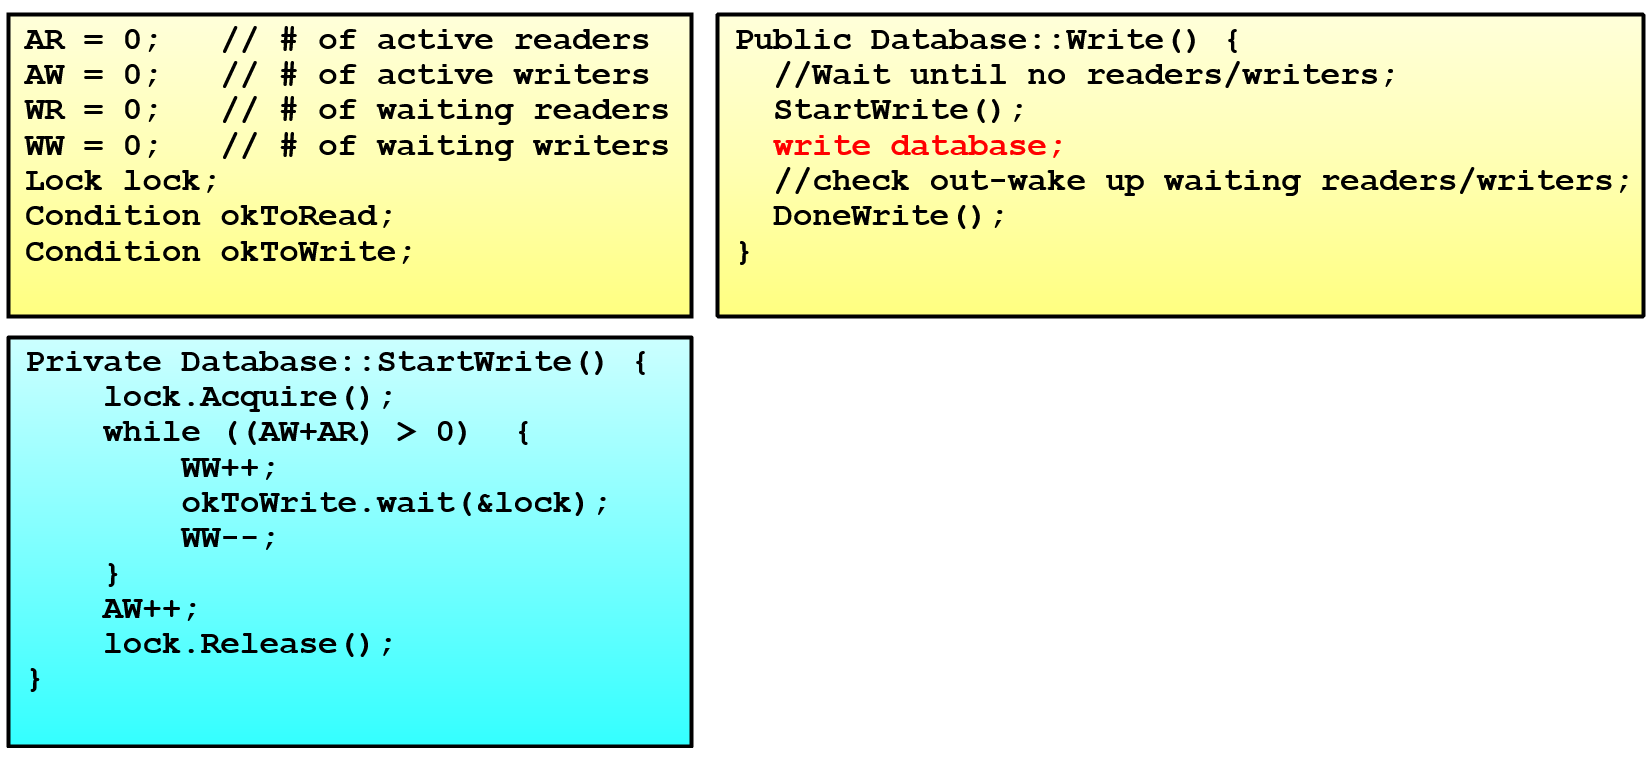 AR = 0;   // # of active readers
AW = 0;   // # of active writers
WR = 0;   // # of waiting readers
WW = 0;   // # of waiting writers
Lock lock;
Condition okToRead;
Condition okToWrite;
Public Database::Write() {
  //Wait until no readers/writers;
  StartWrite();
  write database;
  //check out-wake up waiting readers/writers;
  DoneWrite();
}
Private Database::StartWrite() {
    lock.Acquire();
    while ((AW+AR) > 0)  {
        WW++;
        okToWrite.wait(&lock);
        WW--;
    }
    AW++;
    lock.Release();
}